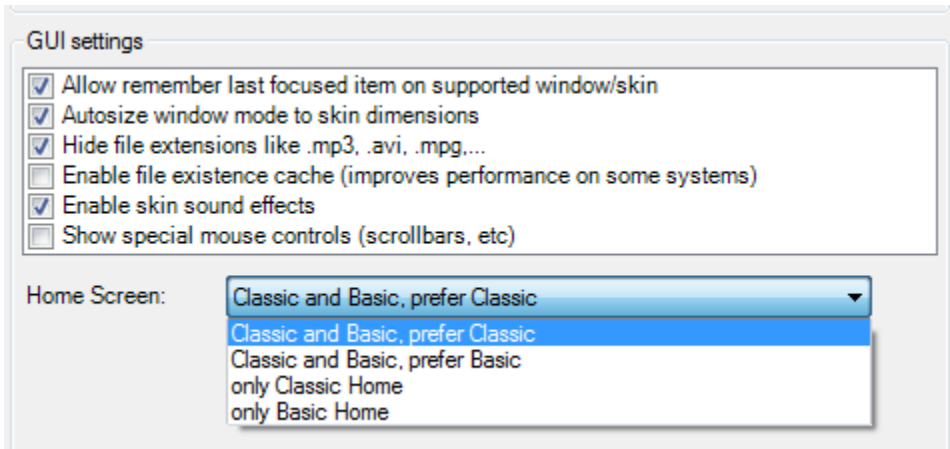 GUI settings
Allow remember last focused item on supported window/skin
Autosize window mode to skin dimensions
Hide file extensions like .mp3, .avi, .mpg,...
Enable file existence cache (improves performance on some systems)
Enable skin sound effects
Show special mouse controls (scrollbars, etc)
Home Screen: Classic and Basic, prefer Classic
Classic and Basic, prefer Classic
Classic and Basic, prefer Basic
only Classic Home
only Basic Home